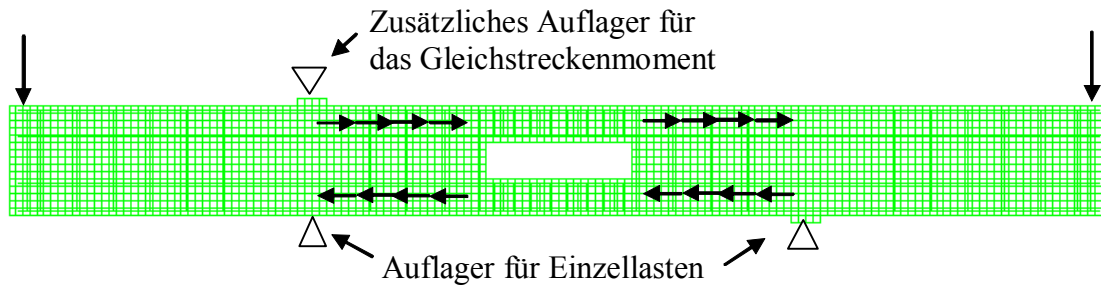 Zusätzliches Auflager für
das Gleichstreckenmoment
Auflager für Einzellasten